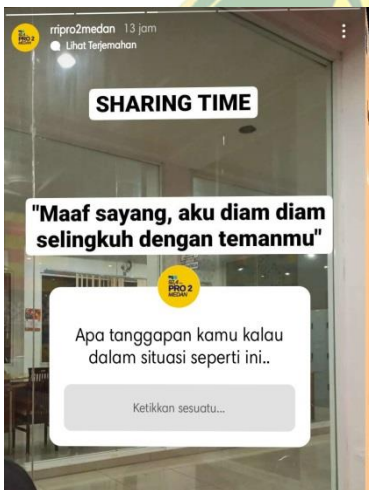 rripro2medan 13 jam
Lihat Terjemahan
SHARING TIME
"Maaf sayang, aku diam diam
selingkuh dengan temanmu"
PRO 2
MEDAN
Apa tanggapan kamu kalau
dalam situasi seperti ini..
Ketikkan sesuatu...